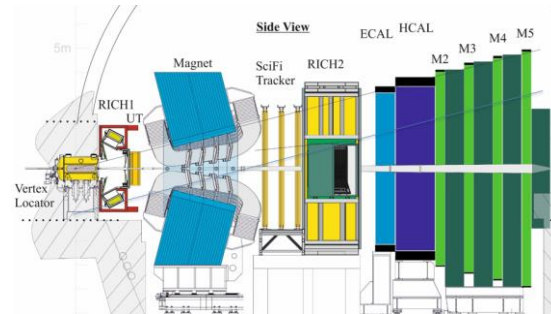 Side View
ECAL
HCAL
M5
M4
M3
M2
5m
Magnet
SciFi
Tracker
RICH2
RICH1
UT
Vertex
Locator